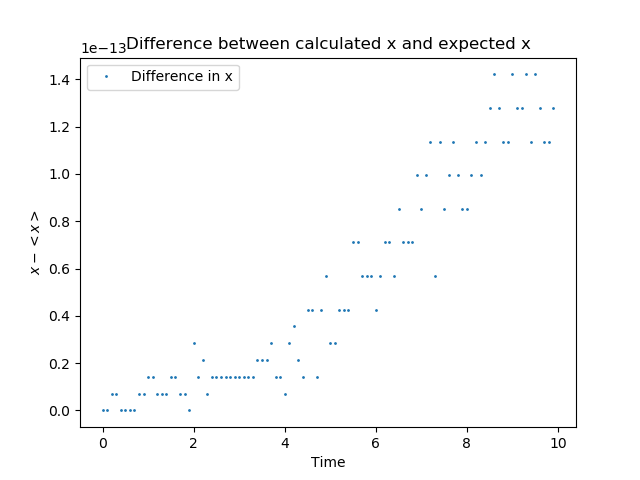 1e−13
Difference between calculated x and expected x
Difference in x
1.4
1.2
1.0
0.8
0.6
0.4
0.2
0.0
x − < x >
0 2 4 6 8 10
Time